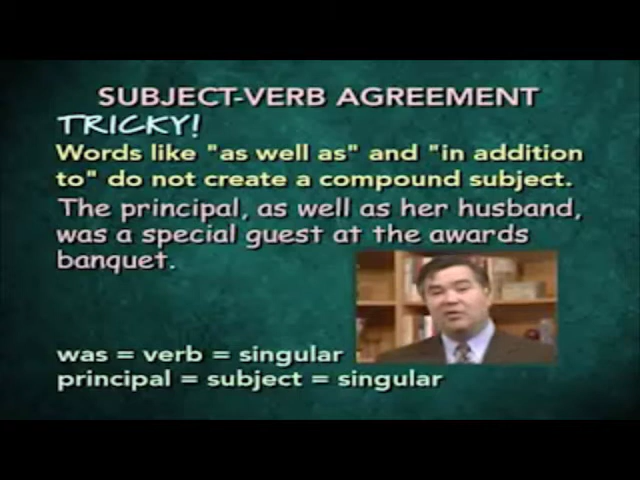 SUBJECT-VERB AGREEMENT
TRICKY!
Words like "as well as" and "in addition
to" do not create a compound subject.
The principal, as well as her husband,
was a special guest at the awards
banquet.
was = verb = singular
principal = subject = singular